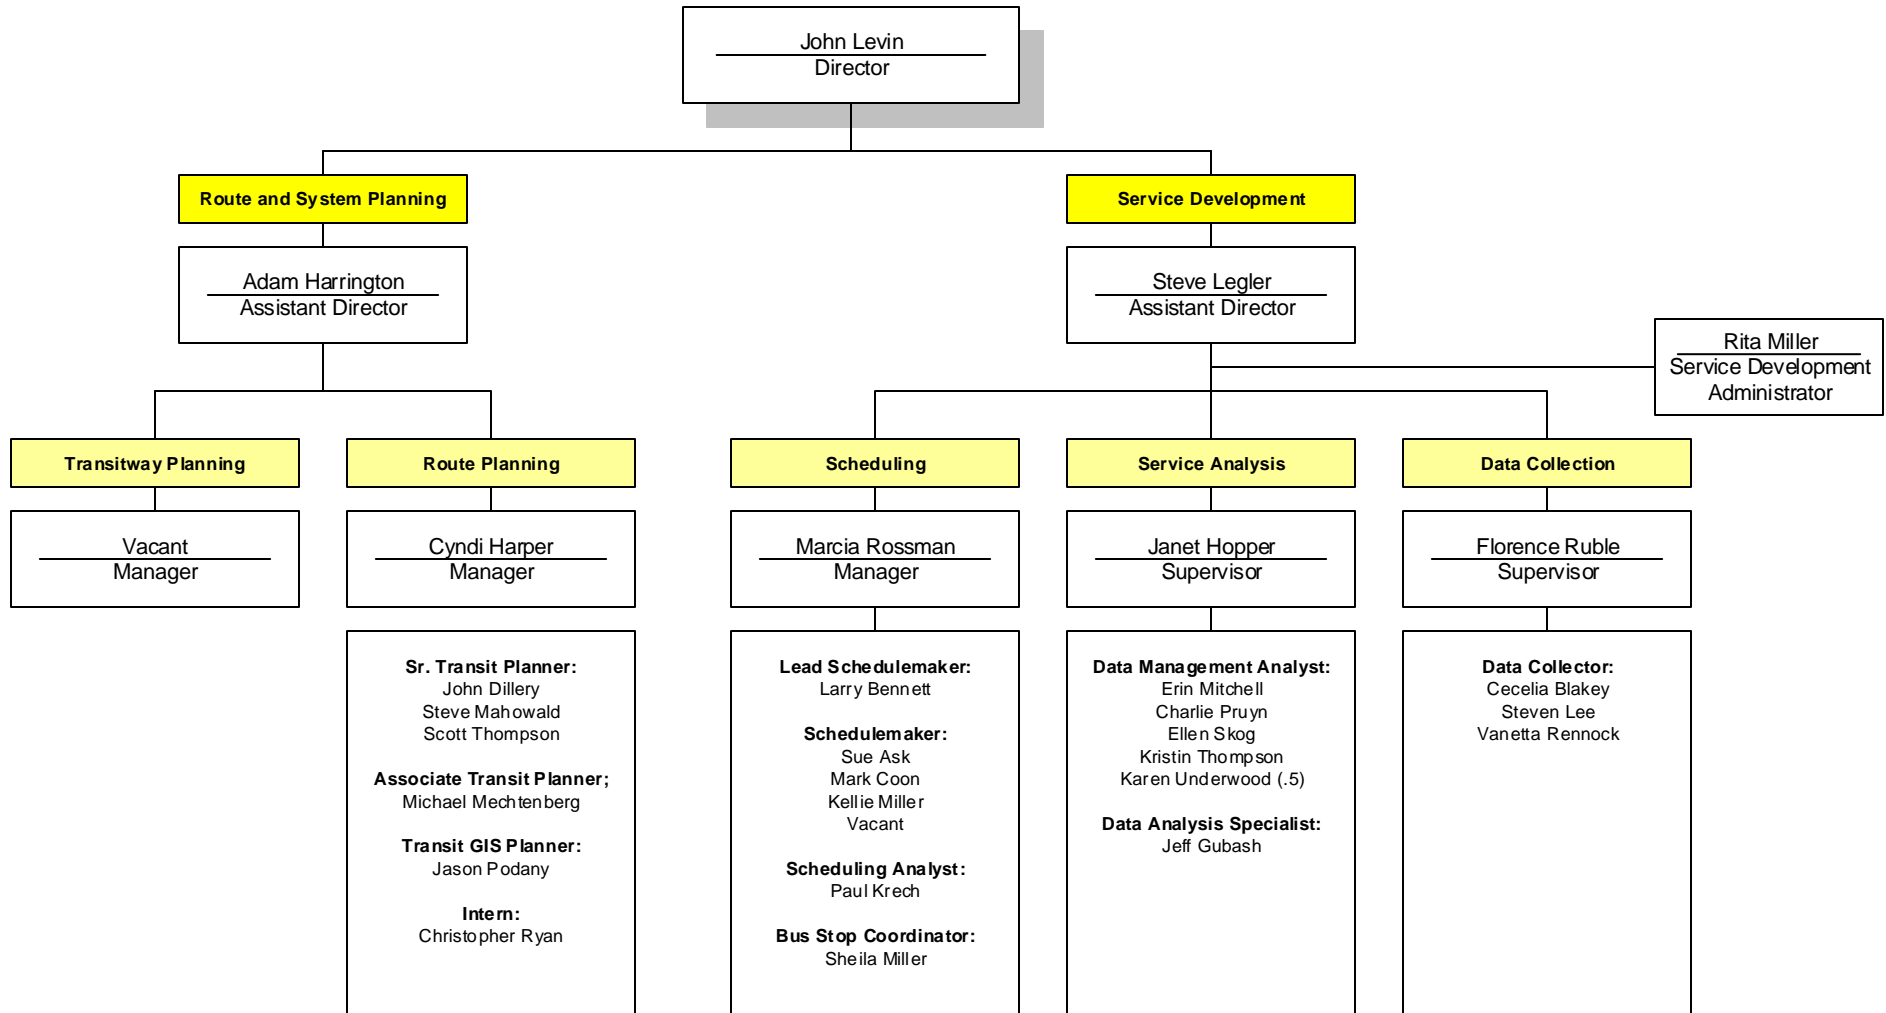 John Levin
Director
Route and System Planning
Service Development
Adam Harrington
Assistant Director
Steve Legler
Assistant Director
Rita Miller
Service Development
Administrator
Transitway Planning
Route Planning
Scheduling
Service Analysis
Data Collection
Vacant
Manager
Cyndi Harper
Manager
Marcia Rossman
Manager
Janet Hopper
Supervisor
Florence Ruble
Supervisor
Sr. Transit Planner:
John Dillery
Steve Mahowald
Scott Thompson
Associate Transit Planner;
Michael Mechtenberg
Transit GIS Planner:
Jason Podany
Intern:
Christopher Ryan
Lead Schedulemaker:
Larry Bennett
Schedulemaker:
Sue Ask
Mark Coon
Kellie Miller
Vacant
Scheduling Analyst:
Paul Krech
Bus Stop Coordinator:
Sheila Miller
Data Management Analyst:
Erin Mitchell
Charlie Pruyn
Ellen Skog
Kristin Thompson
Karen Underwood (.5)
Data Analysis Specialist:
Jeff Gubash
Data Collector:
Cecelia Blakey
Steven Lee
Vanetta Rennock